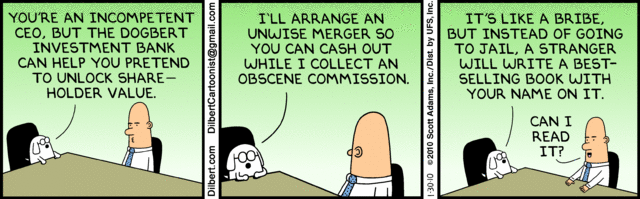 YOU'RE AN INCOMPETENT
CEO, BUT THE DOGBERT
INVESTMENT BANK
CAN HELP YOU PRETEND
TO UNLOCK SHARE-
HOLDER VALUE.
Dilbert.com DilbertCartoonist@gmail.com
I'LL ARRANGE AN
UNWISE MERGER SO
YOU CAN CASH OUT
WHILE I COLLECT AN
OBSCENE COMMISSION.
1-30-10 ©2010 Scott Adams, Inc./Dist. by UFS, Inc.
IT'S LIKE A BRIBE,
BUT INSTEAD OF GOING
TO JAIL, A STRANGER
WILL WRITE A BEST-
SELLING BOOK WITH
YOUR NAME ON IT.
CAN I
READ
IT?